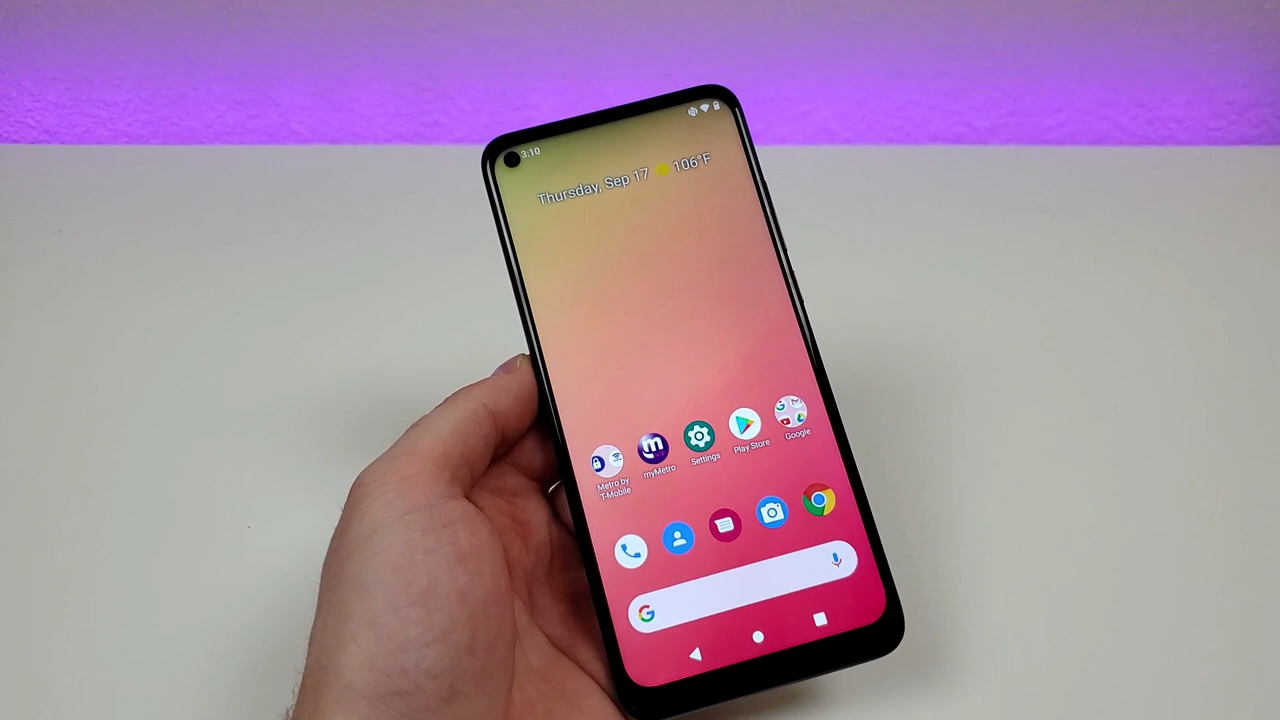 3:10
Thursday, Sep 17 106°F
Metro by
T-Mobile
m
myMetro
Settings
Play Store
Google
G